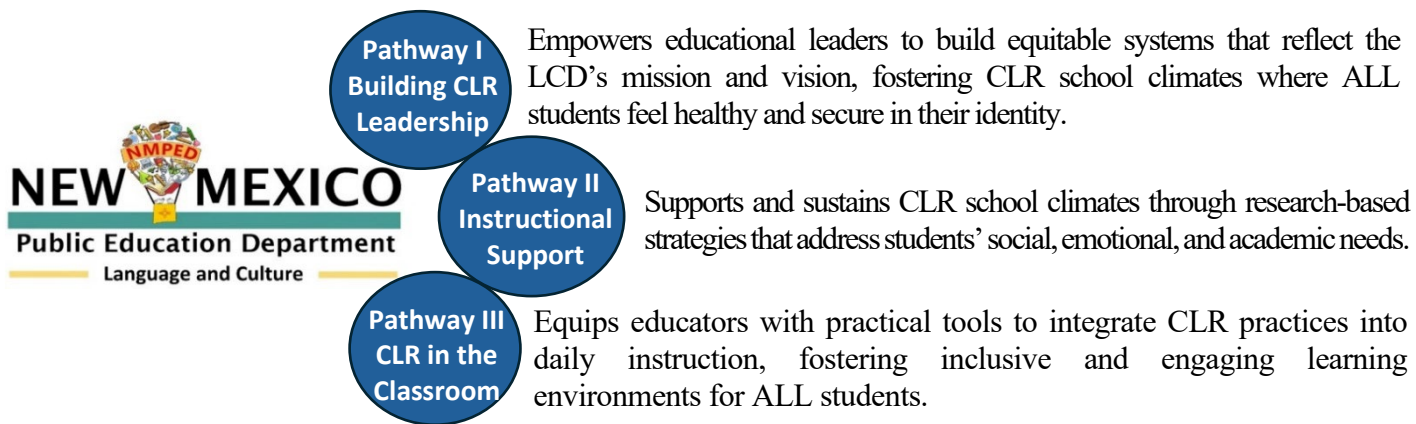 Pathway I
Building CLR
Leadership
Empowers educational leaders to build equitable systems that reflect the
LCD's mission and vision, fostering CLR school climates where ALL
students feel healthy and secure in their identity.
NMPED
NEW MEXICO
Public Education Department
Language and Culture
Pathway II
Instructional
Support
Supports and sustains CLR school climates through research-based
strategies that address students' social, emotional, and academic needs.
Pathway III
CLR in the
Classroom
Equips educators with practical tools to integrate CLR practices into
daily instruction, fostering inclusive and engaging learning
environments for ALL students.